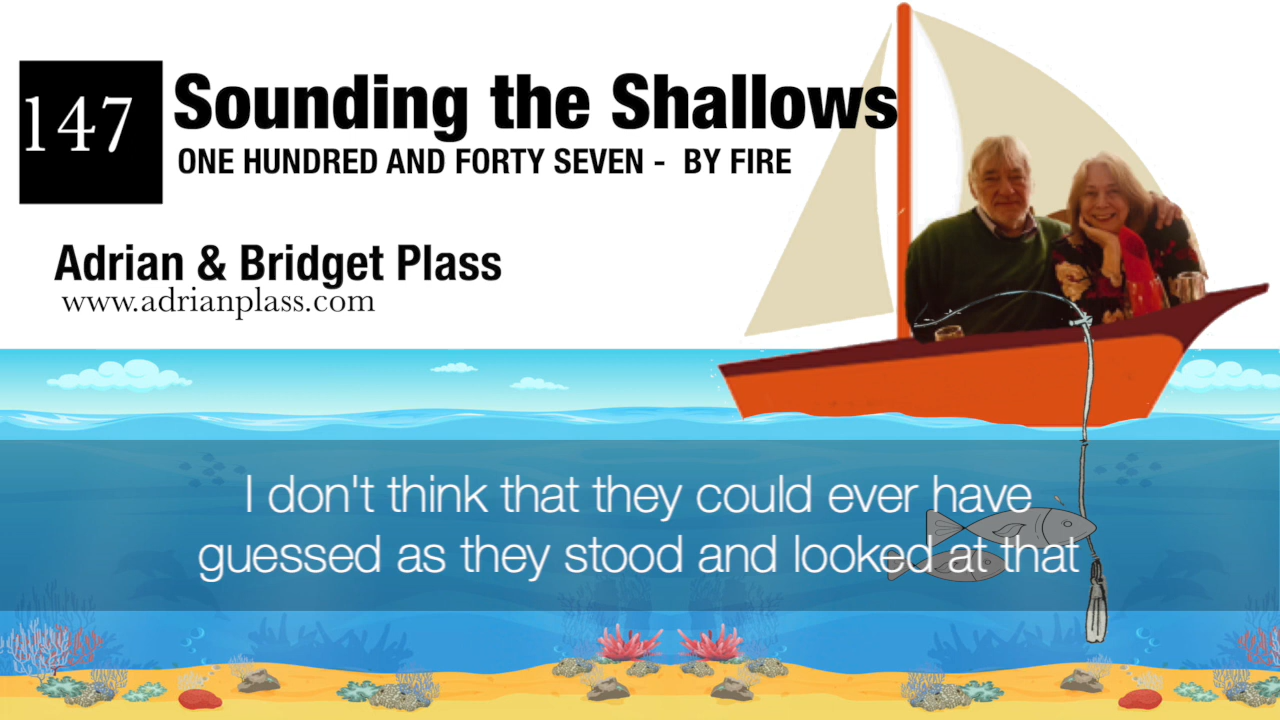 147
Sounding the Shallows
ONE HUNDRED AND FORTY SEVEN - BY FIRE
Adrian & Bridget Plass
www.adrianplass.com
I don't think that they could ever have
guessed as they stood and looked at that